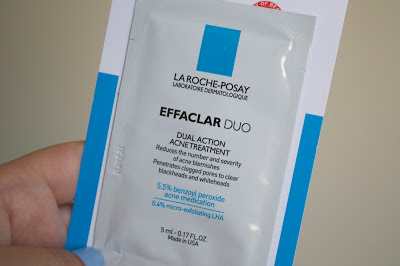 LA ROCHE-POSAY
LABORATOIRE DERMATOLOGIQUE
EFFACLAR DUO
DUAL ACTION
ACNE TREATMENT
Reduces the number and severity
of acne blemishes
Penetrates clogged pores to clear
blackheads and whiteheads
5.5% benzoyl peroxide
acne medication
0.4% micro-exfoliating LHA
5 ml - 0.17 FL.OZ.
Made in USA